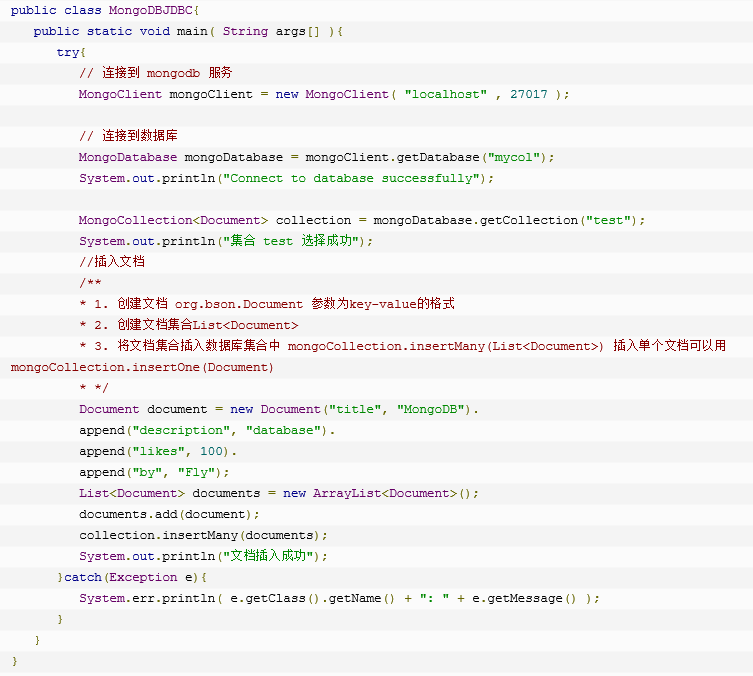 public class MongoDBJDBC{
   public static void main( String args[] ){
      try{
         // 连接到 mongodb 服务
         MongoClient mongoClient = new MongoClient( "localhost" , 27017 );

         // 连接到数据库
         MongoDatabase mongoDatabase = mongoClient.getDatabase("mycol");
         System.out.println("Connect to database successfully");

         MongoCollection<Document> collection = mongoDatabase.getCollection("test");
         System.out.println("集合 test 选择成功");
         //插入文档
         /**
         * 1. 创建文档 org.bson.Document 参数为key-value的格式
         * 2. 创建文档集合List<Document>
         * 3. 将文档集合插入数据库集合中 mongoCollection.insertMany(List<Document>) 插入单个文档可以用
mongoCollection.insertOne(Document)
         * */
         Document document = new Document("title", "MongoDB").
         append("description", "database").
         append("likes", 100).
         append("by", "Fly");
         List<Document> documents = new ArrayList<Document>();
         documents.add(document);
         collection.insertMany(documents);
         System.out.println("文档插入成功");
      }catch(Exception e){
         System.err.println( e.getClass().getName() + ": " + e.getMessage() );
      }
   }
}